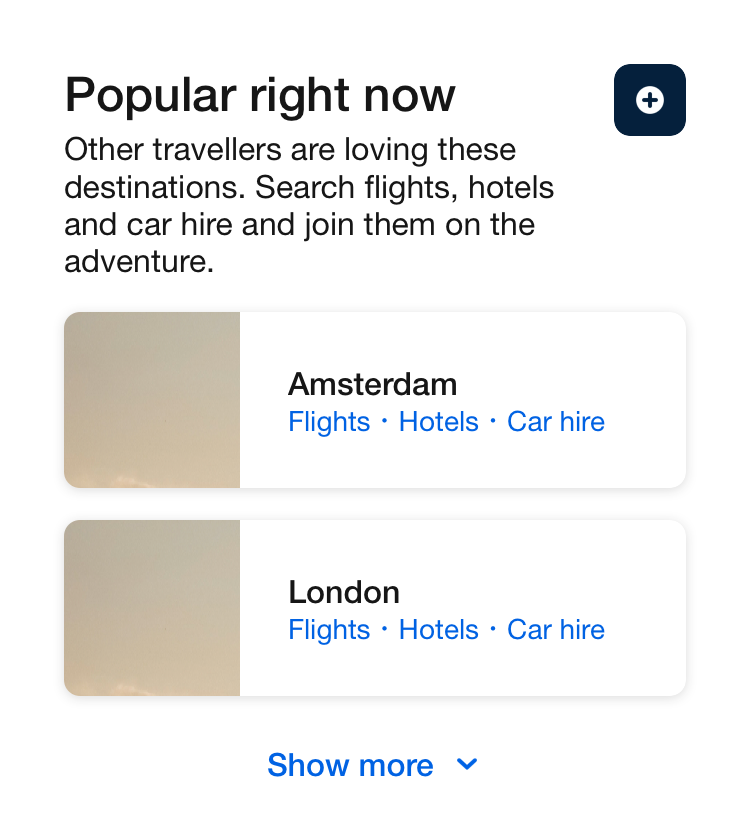 Popular right now
Other travellers are loving these
destinations. Search flights, hotels
and car hire and join them on the
adventure.
Amsterdam
Flights · Hotels · Car hire
London
Flights · Hotels · Car hire
Show more